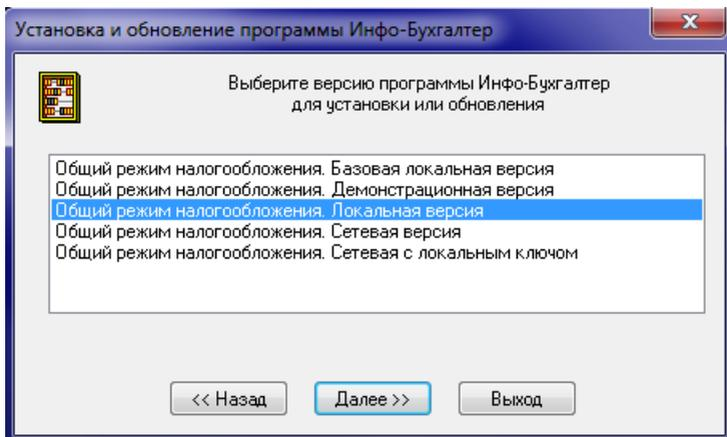 Установка и обновление программы Инфо-Бухгалтер
Выберите версию программы Инфо-Бухгалтер
для установки или обновления
Общий режим налогообложения. Базовая локальная версия
Общий режим налогообложения. Демонстрационная версия
Общий режим налогообложения. Локальная версия
Общий режим налогообложения. Сетевая версия
Общий режим налогообложения. Сетевая с локальным ключом
<< Назад Далее >> Выход